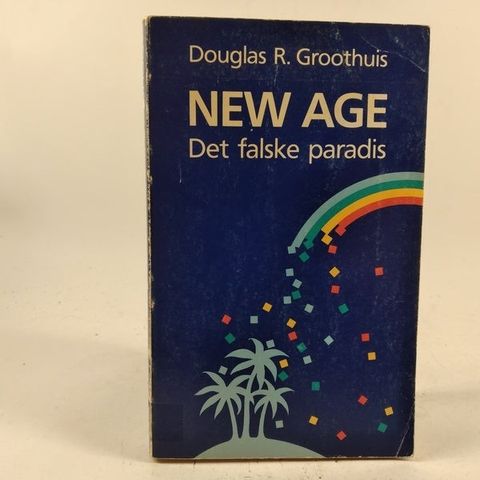 Douglas R. Groothuis
NEW AGE
Det falske paradis